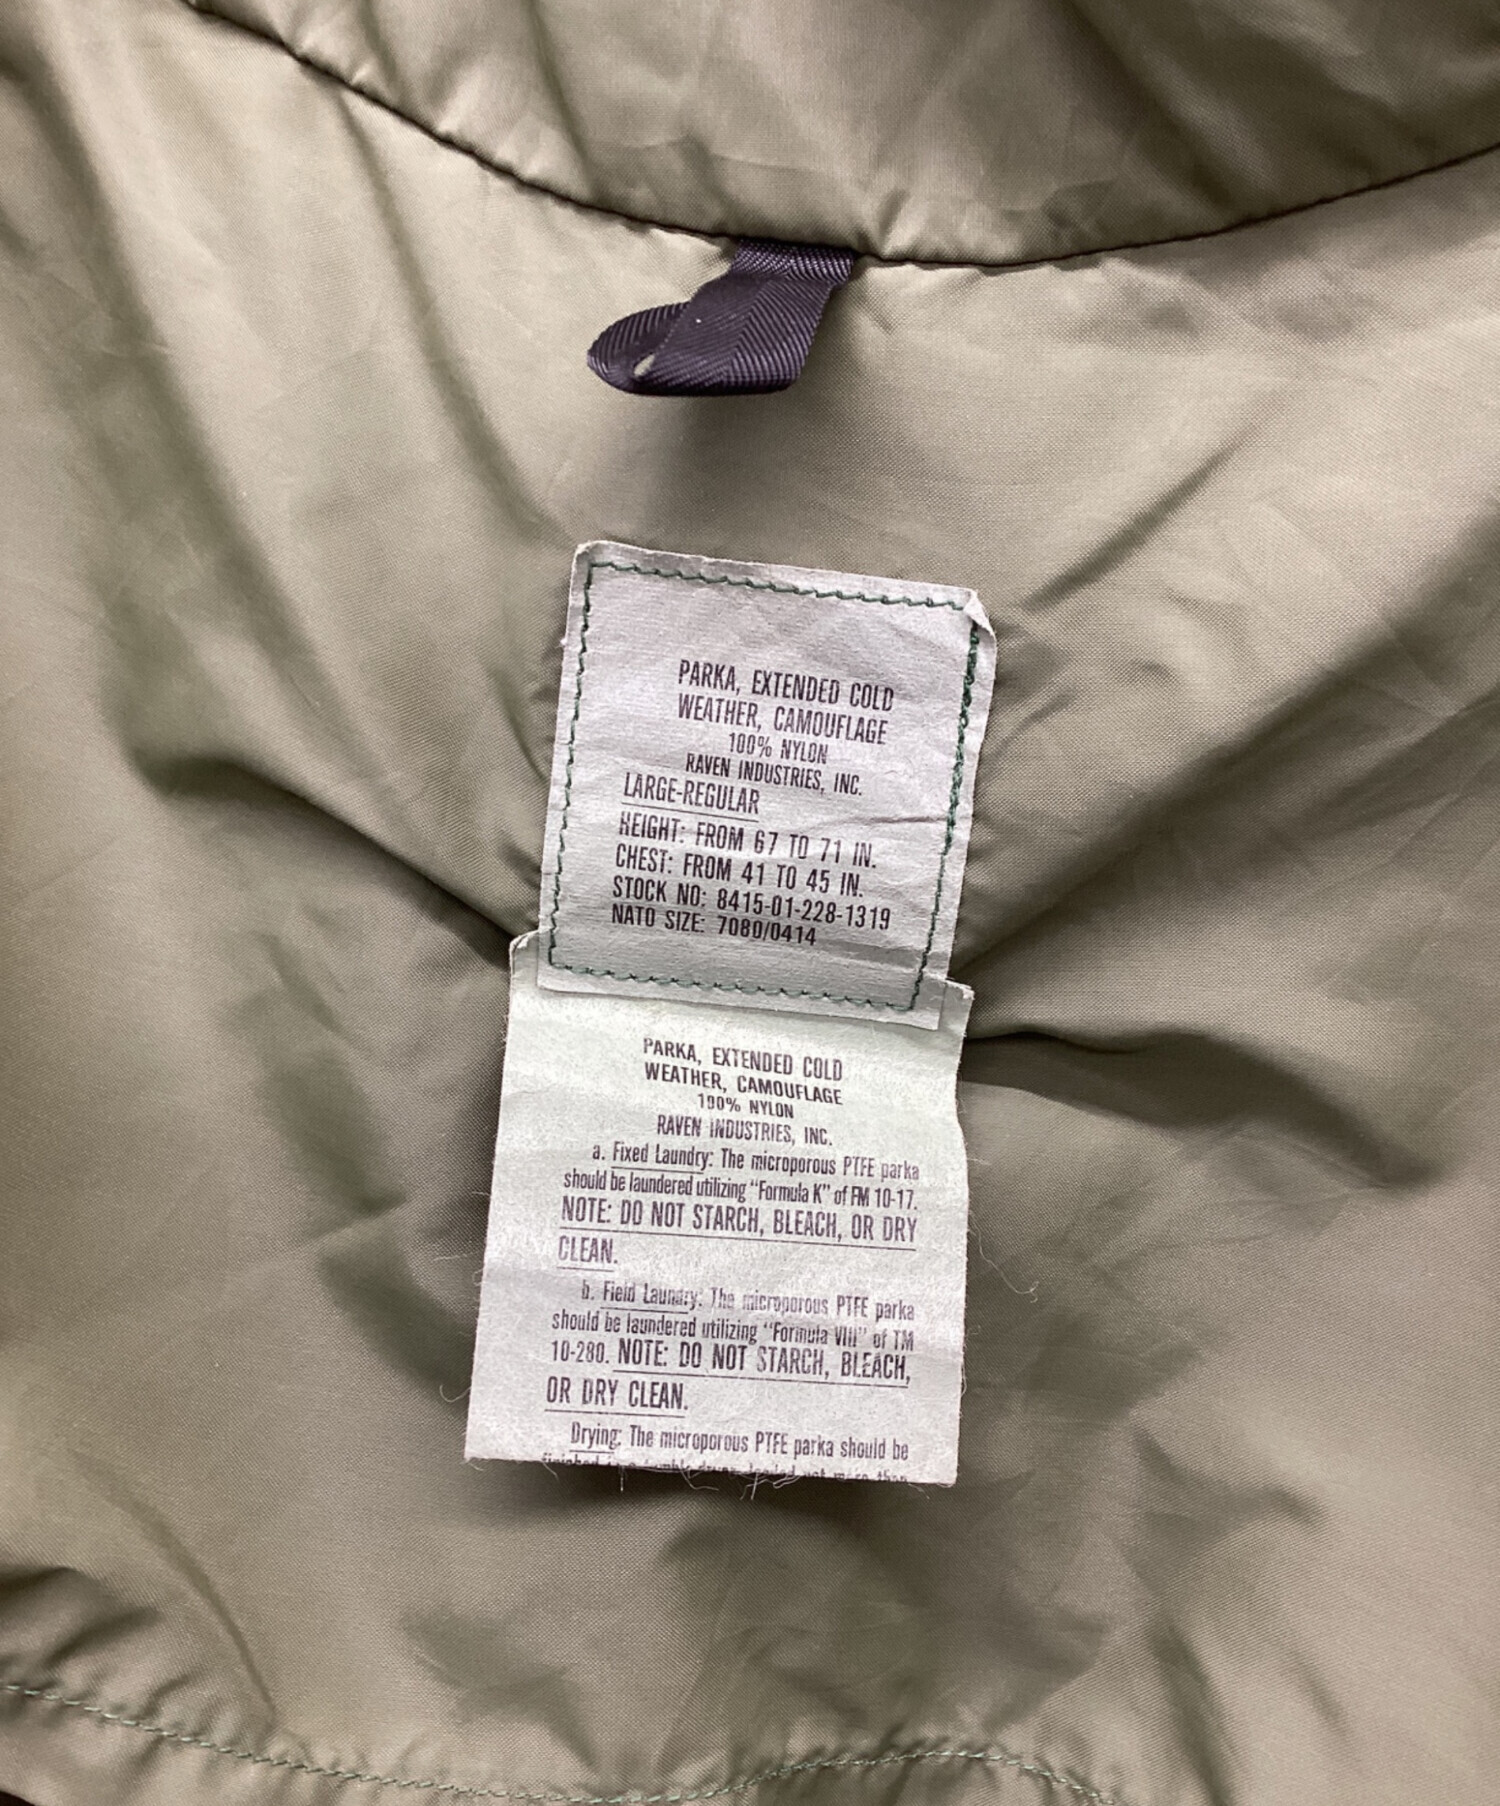 PARKA, EXTENDED COLD
WEATHER, CAMOUFLAGE
100% NYLON
RAVEN INDUSTRIES, INC.
LARGE-REGULAR
HEIGHT: FROM 67 TO 71 IN.
CHEST: FROM 41 TO 45 IN.
STOCK NO: 8415-01-228-1319
NATO SIZE: 7080/0414
PARKA, EXTENDED COLD
WEATHER, CAMOUFLAGE
100% NYLON
RAVEN INDUSTRIES, INC.
a. Fixed Laundry: The microporous PTFE parka
should be laundered utilizing "Formula K" of FM 10-17.
NOTE: DO NOT STARCH, BLEACH, OR DRY
CLEAN.
b. Field Laundry: The microporous PTFE parka
should be laundered utilizing "Formula VIII" of TM
10-280. NOTE: DO NOT STARCH, BLEACH,
OR DRY CLEAN.
Drying: The microporous PTFE parka should be